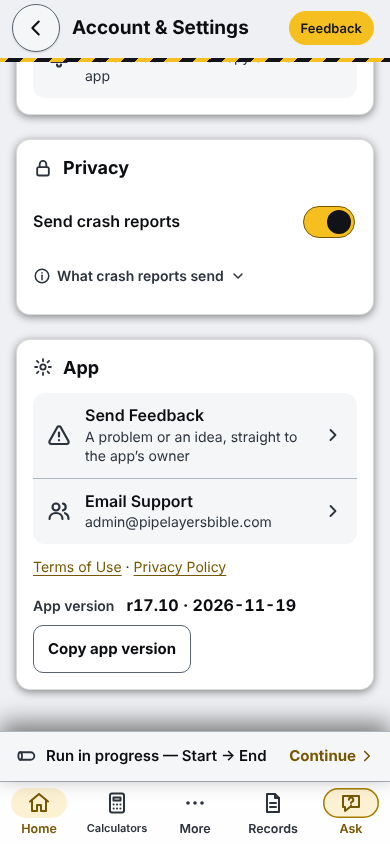 Account & Settings
Feedback
app
Privacy
Send crash reports
What crash reports send
App
Send Feedback
A problem or an idea, straight to
the app's owner
Email Support
admin@pipelayersbible.com
Terms of Use · Privacy Policy
App version r17.10 · 2026-11-19
Copy app version
Run in progress — Start → End
Continue
Home
Calculators
More
Records
Ask